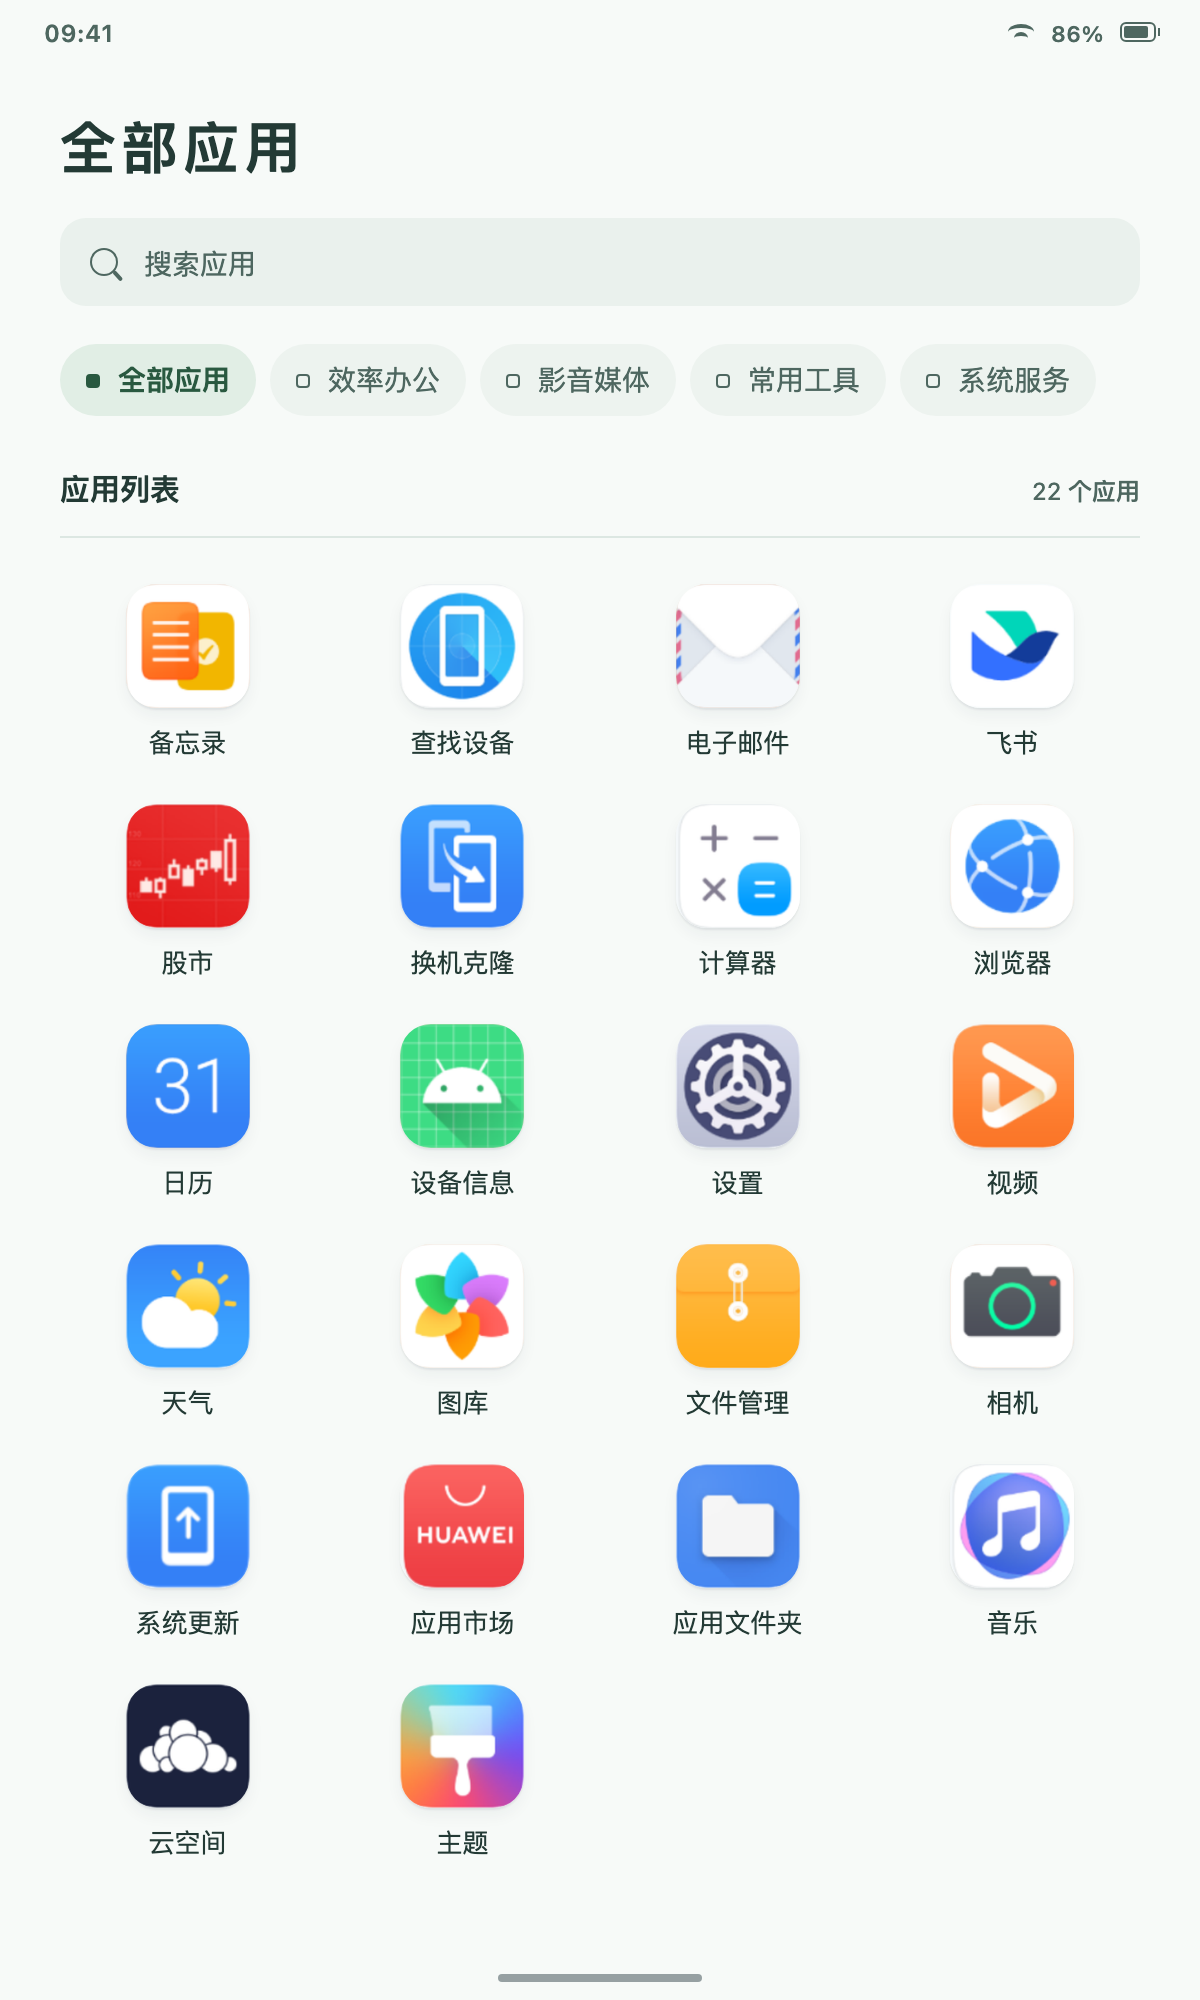 09:41 86%
全部应用
搜索应用
全部应用 效率办公 影音媒体 常用工具 系统服务
应用列表 22 个应用
备忘录 查找设备 电子邮件 飞书
股市 换机克隆 计算器 浏览器
31
日历 设备信息 设置 视频
天气 图库 文件管理 相机
HUAWEI
系统更新 应用市场 应用文件夹 音乐
云空间 主题